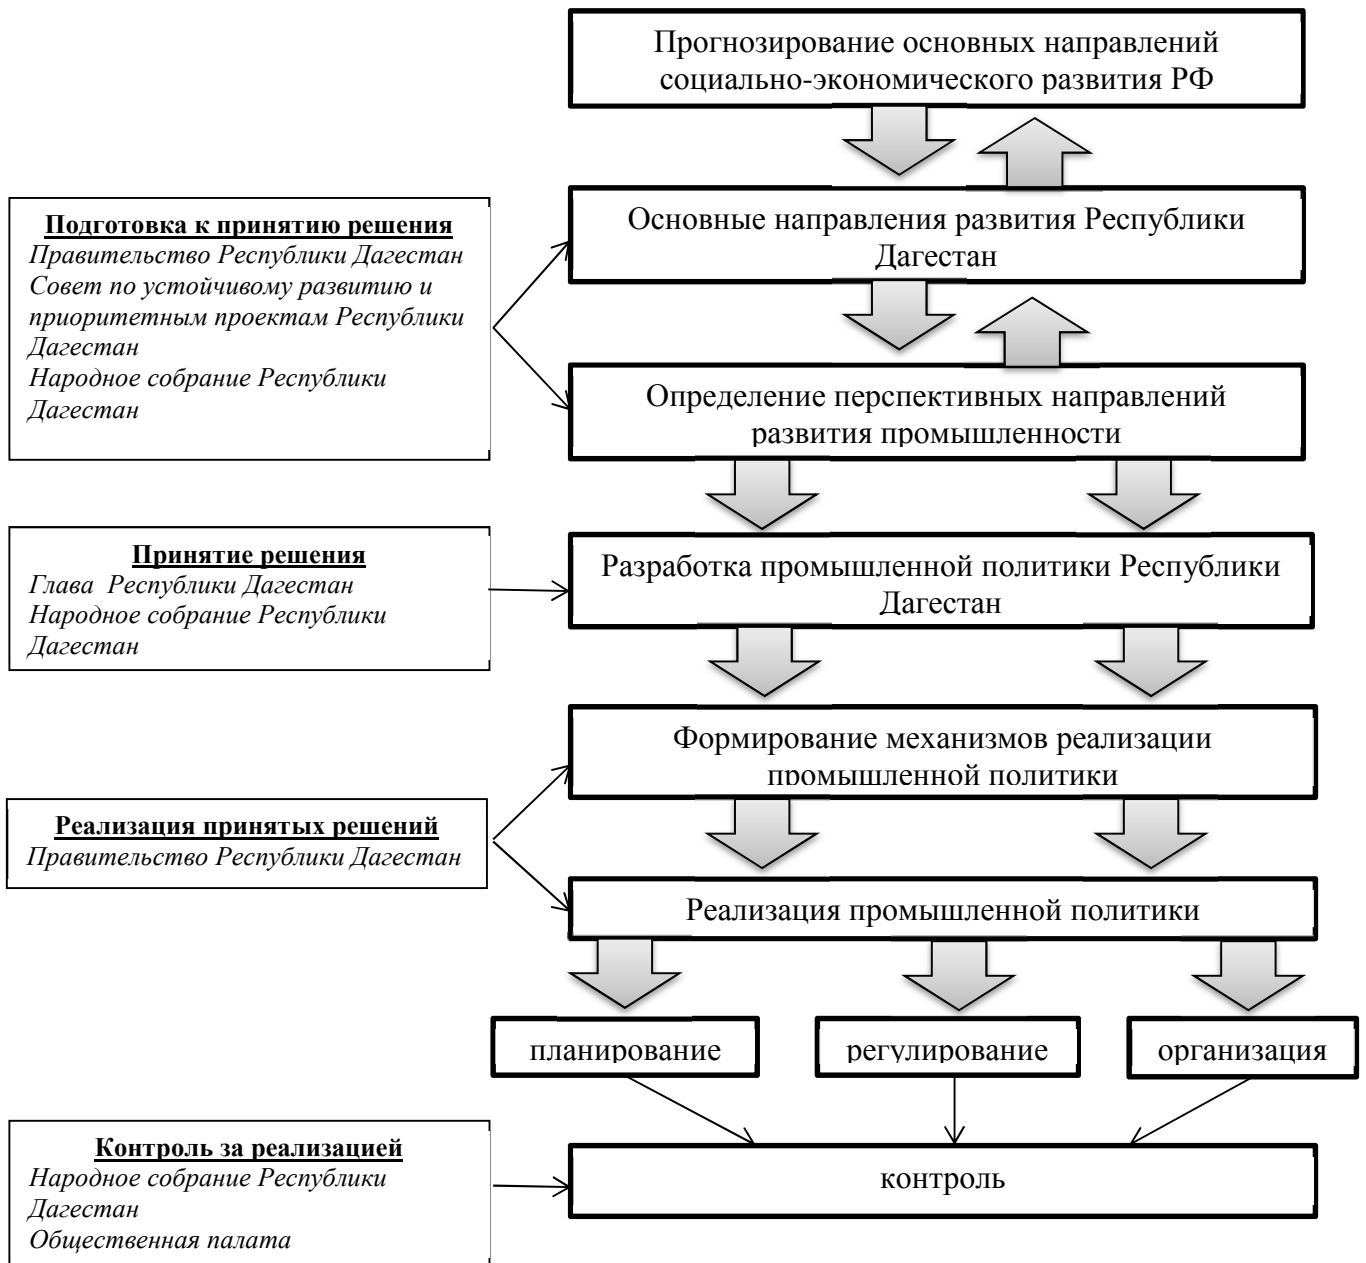 Прогнозирование основных направлений
социально-экономического развития РФ
Подготовка к принятию решения
Правительство Республики Дагестан
Совет по устойчивому развитию и
приоритетным проектам Республики
Дагестан
Народное собрание Республики
Дагестан
Основные направления развития Республики
Дагестан
Определение перспективных направлений
развития промышленности
Принятие решения
Глава Республики Дагестан
Народное собрание Республики
Дагестан
Разработка промышленной политики Республики
Дагестан
Формирование механизмов реализации
промышленной политики
Реализация принятых решений
Правительство Республики Дагестан
Реализация промышленной политики
планирование
регулирование
организация
Контроль за реализацией
Народное собрание Республики
Дагестан
Общественная палата
контроль